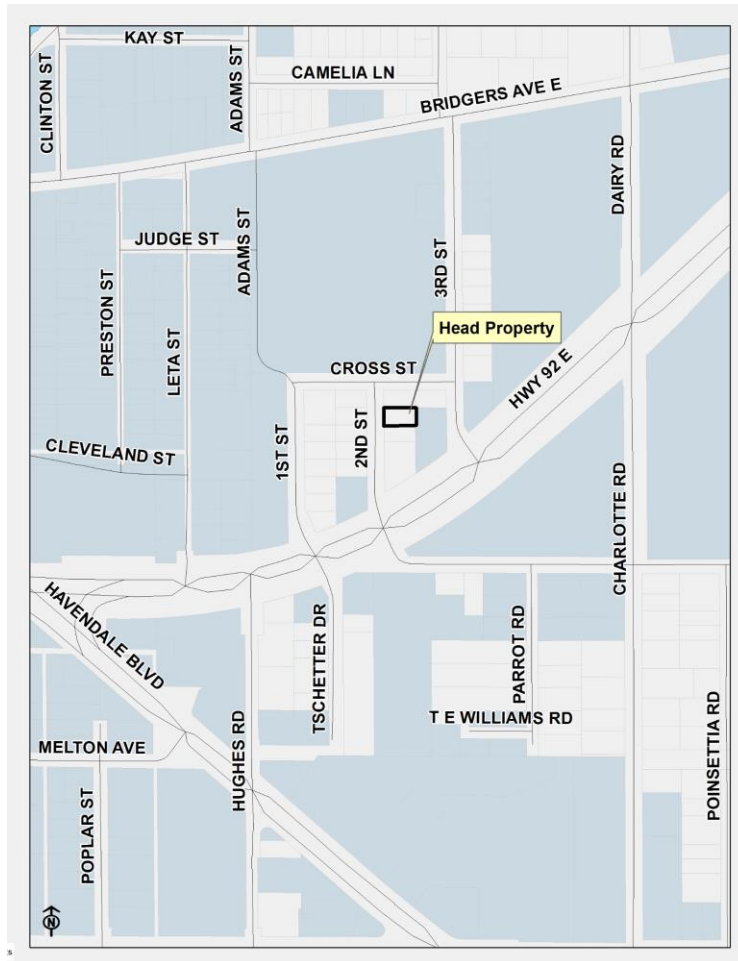 KAY ST
CLINTON ST
ADAMS ST
CAMELIA LN
BRIDGERS AVE E
DAIRY RD
JUDGE ST
ADAMS ST
3RD ST
PRESTON ST
LETA ST
Head Property
CROSS ST
HWY 92 E
CLEVELAND ST
1ST ST
2ND ST
CHARLOTTE RD
HAVENDALE BLVD
TSCHETTER DR
PARROT RD
T E WILLIAMS RD
HUGHES RD
MELTON AVE
POINSETTIA RD
POPLAR ST
N